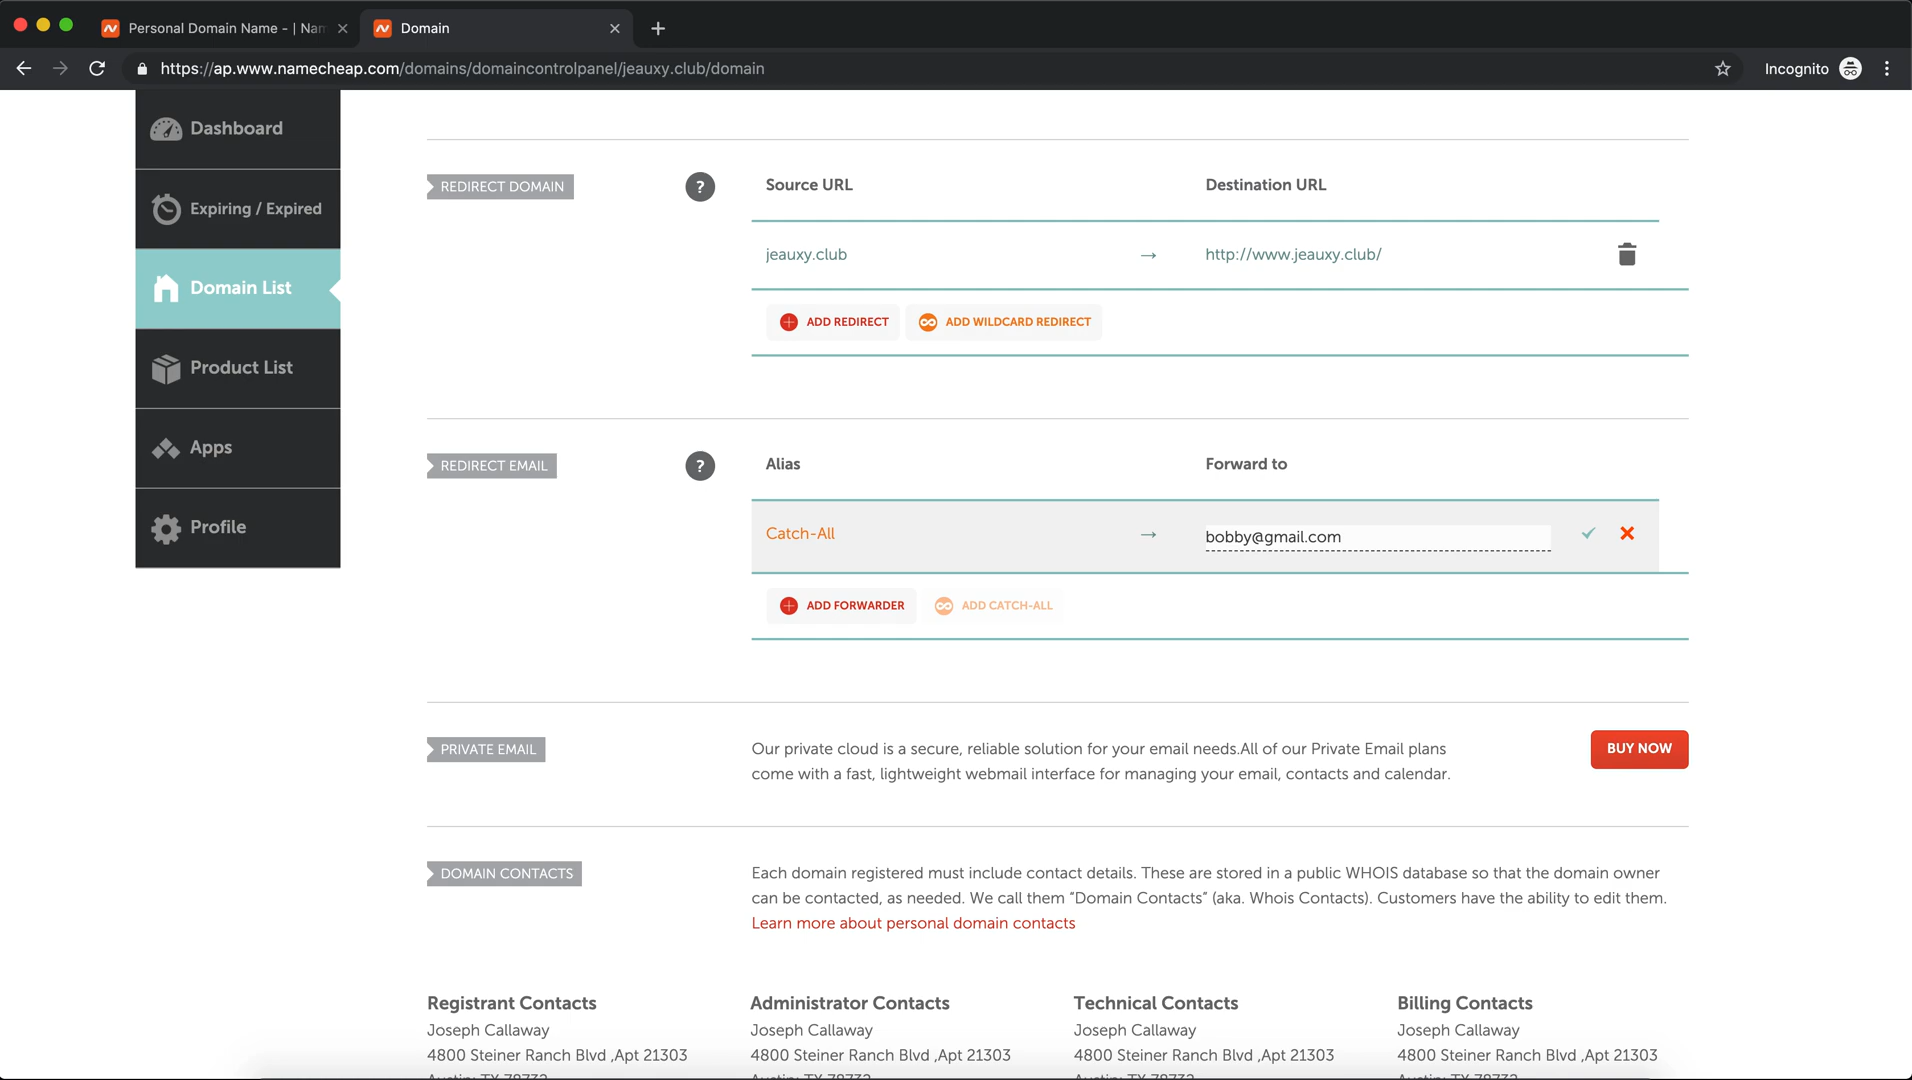 Personal Domain Name - | Nam
Domain
https://ap.www.namecheap.com/domains/domaincontrolpanel/jeauxy.club/domain
Incognito
Dashboard
Expiring / Expired
Domain List
Product List
Apps
Profile
REDIRECT DOMAIN
?
Source URL
Destination URL
jeauxy.club
→
http://www.jeauxy.club/
ADD REDIRECT
ADD WILDCARD REDIRECT
REDIRECT EMAIL
?
Alias
Forward to
Catch-All
→
bobby@gmail.com
ADD FORWARDER
ADD CATCH-ALL
PRIVATE EMAIL
Our private cloud is a secure, reliable solution for your email needs.All of our Private Email plans
come with a fast, lightweight webmail interface for managing your email, contacts and calendar.
BUY NOW
DOMAIN CONTACTS
Each domain registered must include contact details. These are stored in a public WHOIS database so that the domain owner
can be contacted, as needed. We call them “Domain Contacts” (aka. Whois Contacts). Customers have the ability to edit them.
Learn more about personal domain contacts
Registrant Contacts
Administrator Contacts
Technical Contacts
Billing Contacts
Joseph Callaway
Joseph Callaway
Joseph Callaway
Joseph Callaway
4800 Steiner Ranch Blvd ,Apt 21303
4800 Steiner Ranch Blvd ,Apt 21303
4800 Steiner Ranch Blvd ,Apt 21303
4800 Steiner Ranch Blvd ,Apt 21303